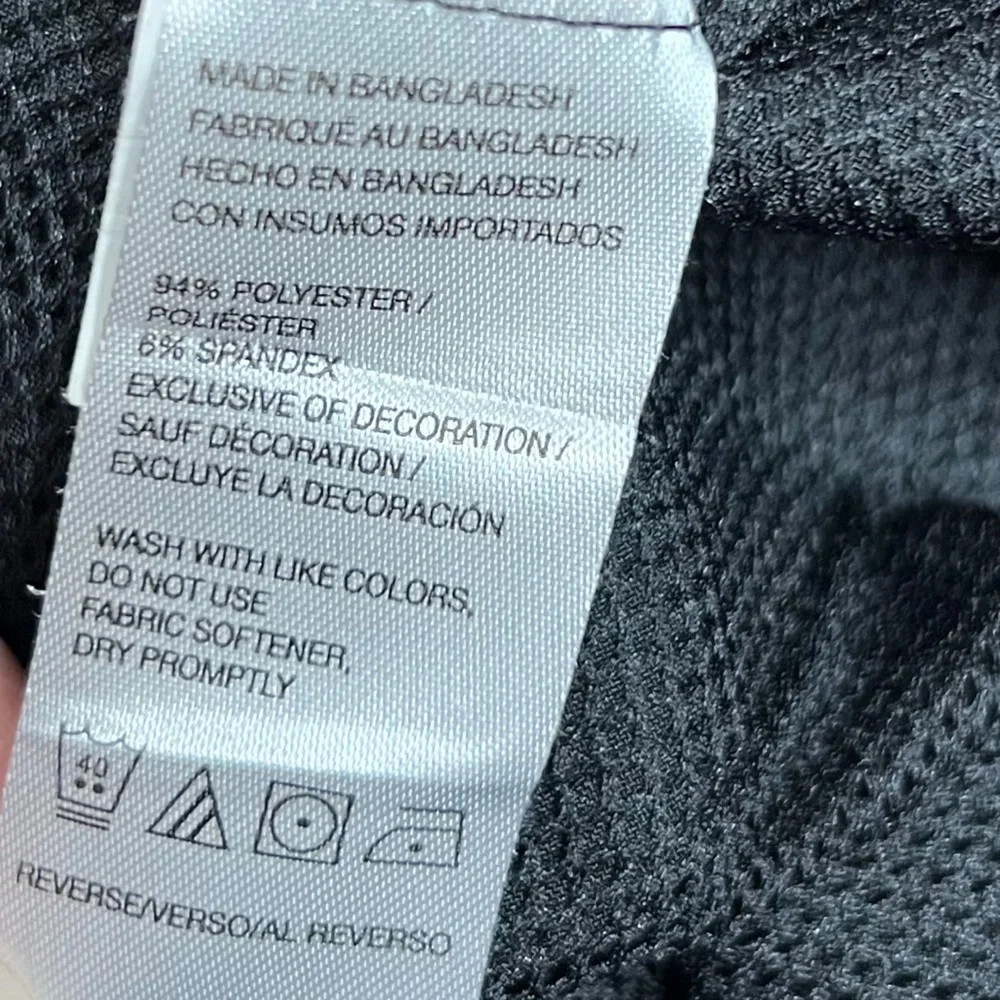 MADE IN BANGLADESH
FABRIQUÉ AU BANGLADESH
HECHO EN BANGLADESH
CON INSUMOS IMPORTADOS
94% POLYESTER /
POLIÉSTER
6% SPANDEX
EXCLUSIVE OF DECORATION /
SAUF DÉCORATION /
EXCLUYE LA DECORACIÓN
WASH WITH LIKE COLORS,
DO NOT USE
FABRIC SOFTENER,
DRY PROMPTLY
40
REVERSE/VERSO/AL REVERSO